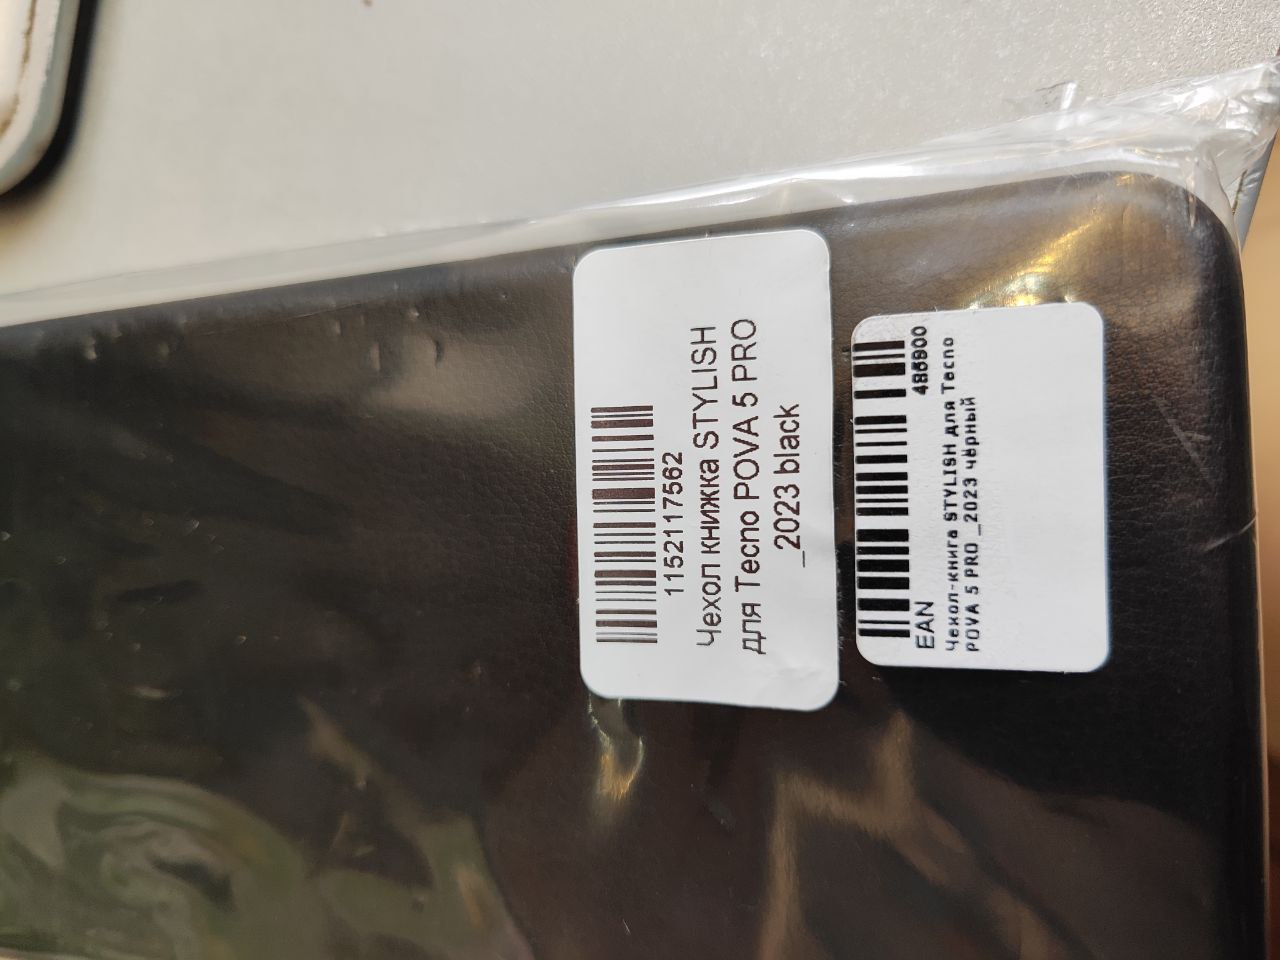 1152117562
Чехол книжка STYLISH
для Tecno POVA 5 PRO
_2023 black
EAN
Чехол-книга STYLISH для Tecno
POVA 5 PRO _2023 чёрный